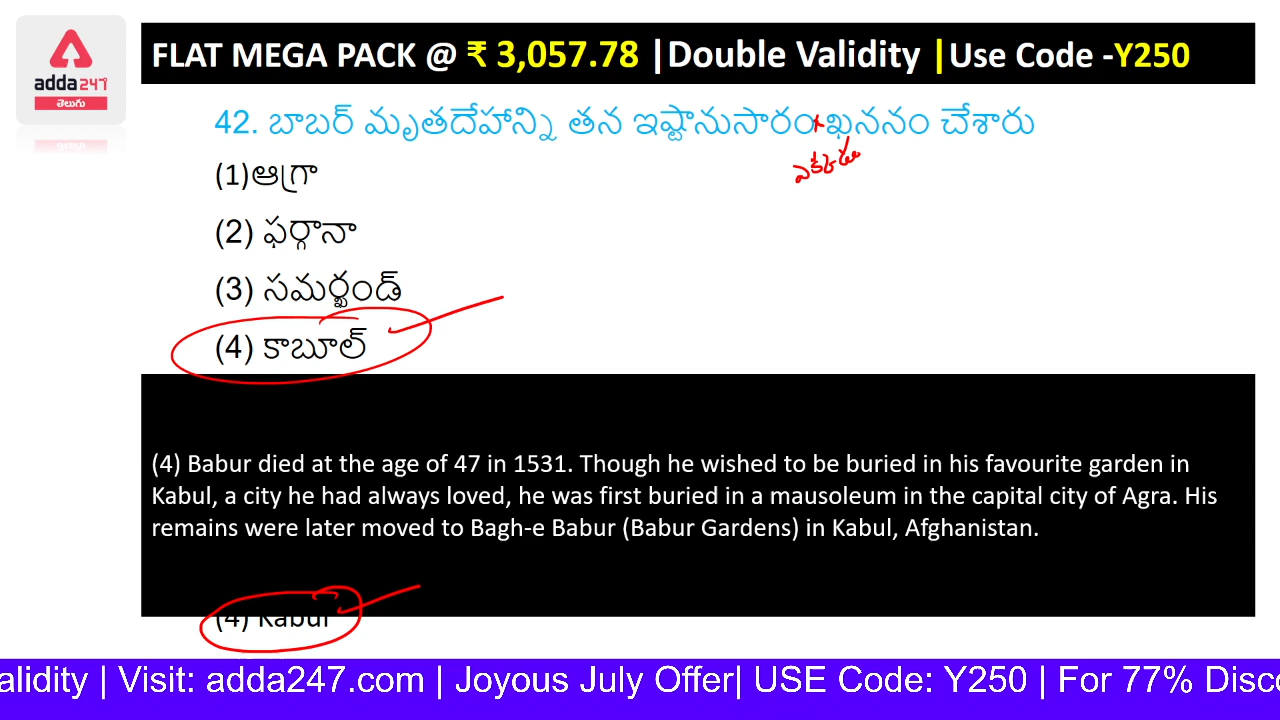 adda247
తెలుగు
FLAT MEGA PACK @ ₹ 3,057.78 |Double Validity |Use Code -Y250
42. బాబర్ మృతదేహాన్ని తన ఇష్టానుసారం ఖననం చేశారు
ఎక్కడ
(1)ఆగ్రా
(2) ఫర్గానా
(3) సమర్ఖండ్
(4) కాబూల్
(4) Babur died at the age of 47 in 1531. Though he wished to be buried in his favourite garden in
Kabul, a city he had always loved, he was first buried in a mausoleum in the capital city of Agra. His
remains were later moved to Bagh-e Babur (Babur Gardens) in Kabul, Afghanistan.
(4) Kabul
alidity | Visit: adda247.com | Joyous July Offer| USE Code: Y250 | For 77% Disco